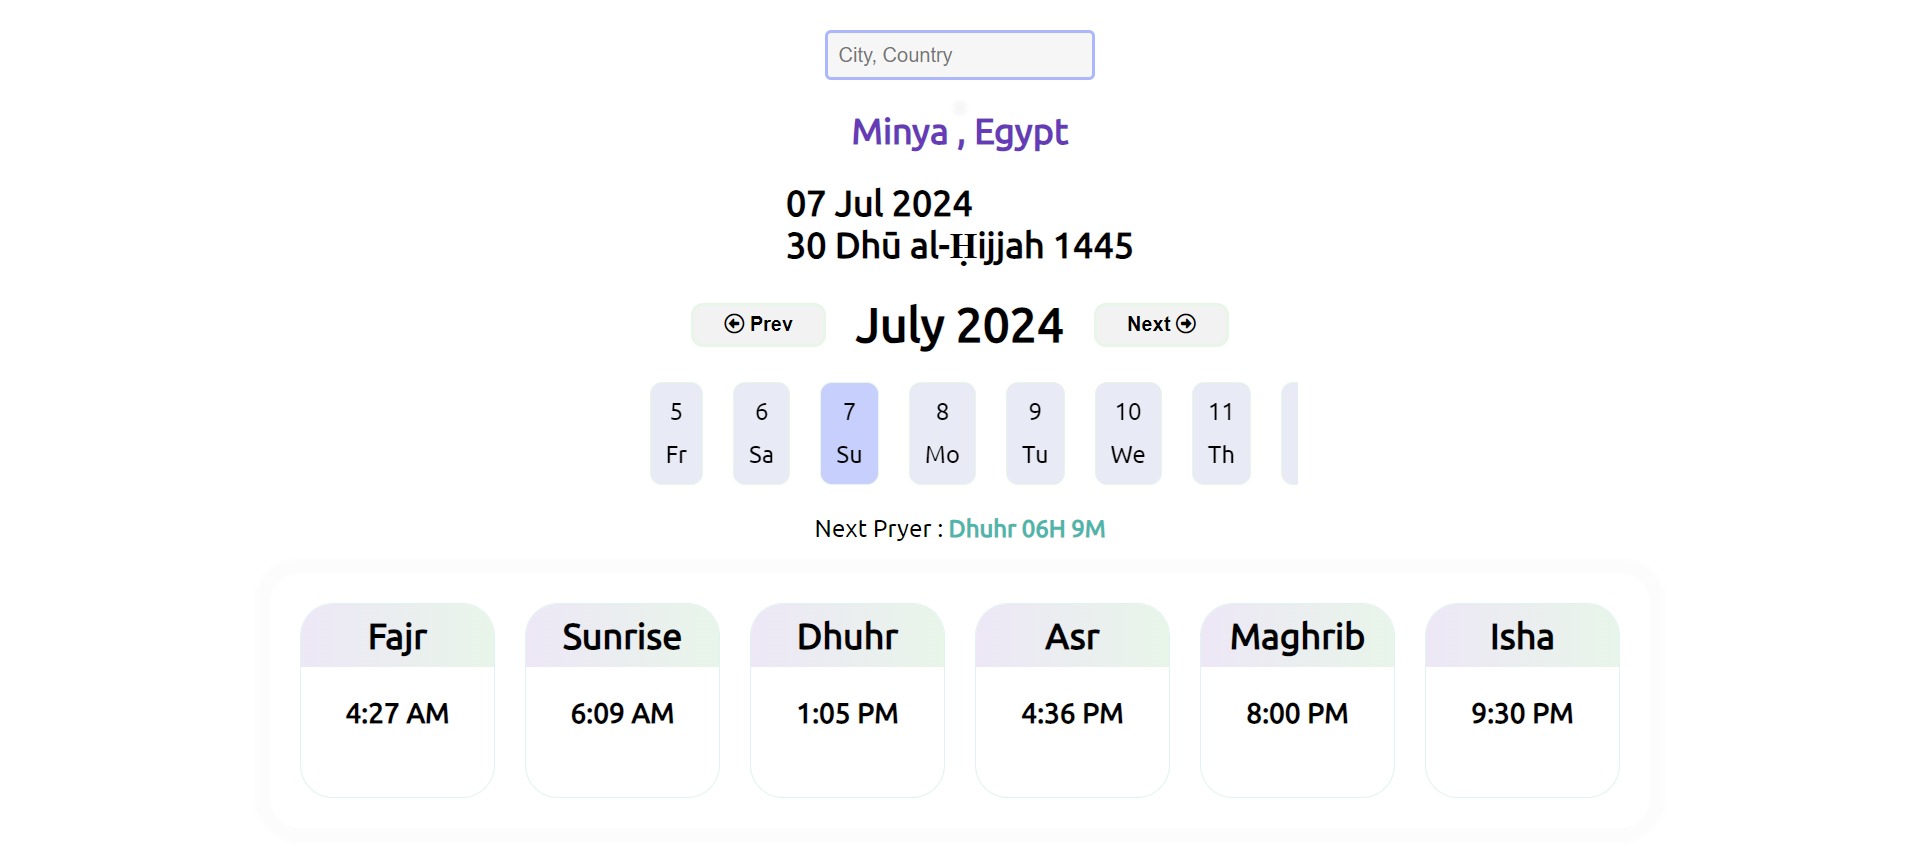 City, Country
Minya , Egypt
07 Jul 2024
30 Dhū al-Ḥijjah 1445
Prev July 2024 Next
5 6 7 8 9 10 11
Fr Sa Su Mo Tu We Th
Next Pryer : Dhuhr 06H 9M
Fajr Sunrise Dhuhr Asr Maghrib Isha
4:27 AM 6:09 AM 1:05 PM 4:36 PM 8:00 PM 9:30 PM